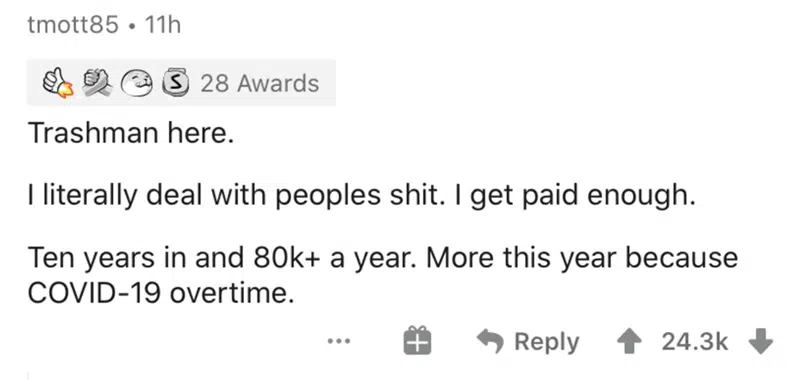 tmott85 • 11h
28 Awards
Trashman here.
I literally deal with peoples shit. I get paid enough.
Ten years in and 80k+ a year. More this year because
COVID-19 overtime.
... Reply 24.3k